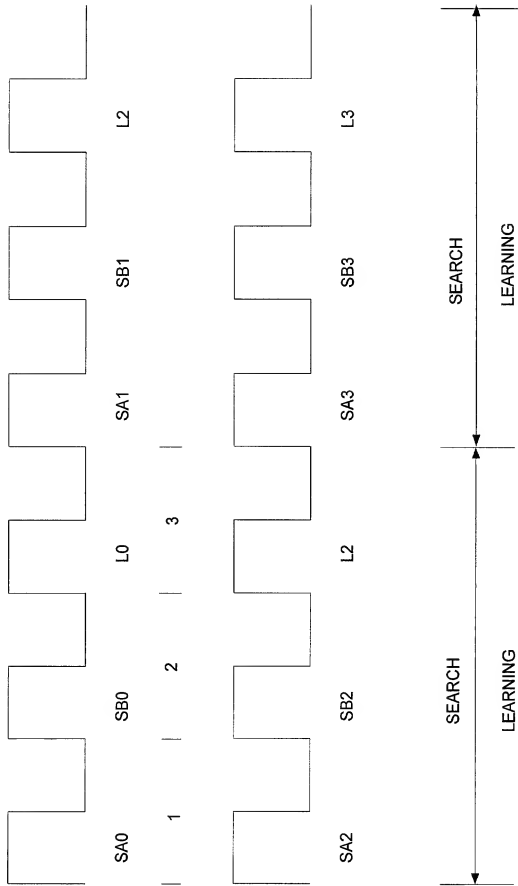 SA0 SB0 L0 SA1 SB1 L2
1 2 3
SA2 SB2 L2 SA3 SB3 L3
SEARCH SEARCH
LEARNING LEARNING